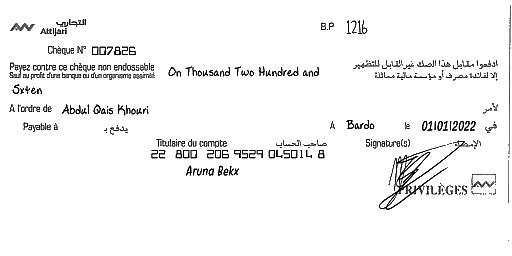 التجاري
Attijari
B.P 1216
Chèque N° 007826
Payez contre ce chèque non endossable
Sauf au profit d'une banque ou d'un organisme assimilé
ادفعوا مقابل هذا الصك غير القابل للتظهير
إلا لفائدة مصرف أو مؤسسة مالية مماثلة
On Thousand Two Hundred and
Sxten
A l'ordre de Abdul Qais Khouri لأمر
Payable à يدفع بـ
A Bardo le 01/01/2022 في
Titulaire du compte صاحب الحساب
Signature(s) الإمضاء
22 800 206 9529 045014 8
Aruna Bekx
PRIVILÈGES